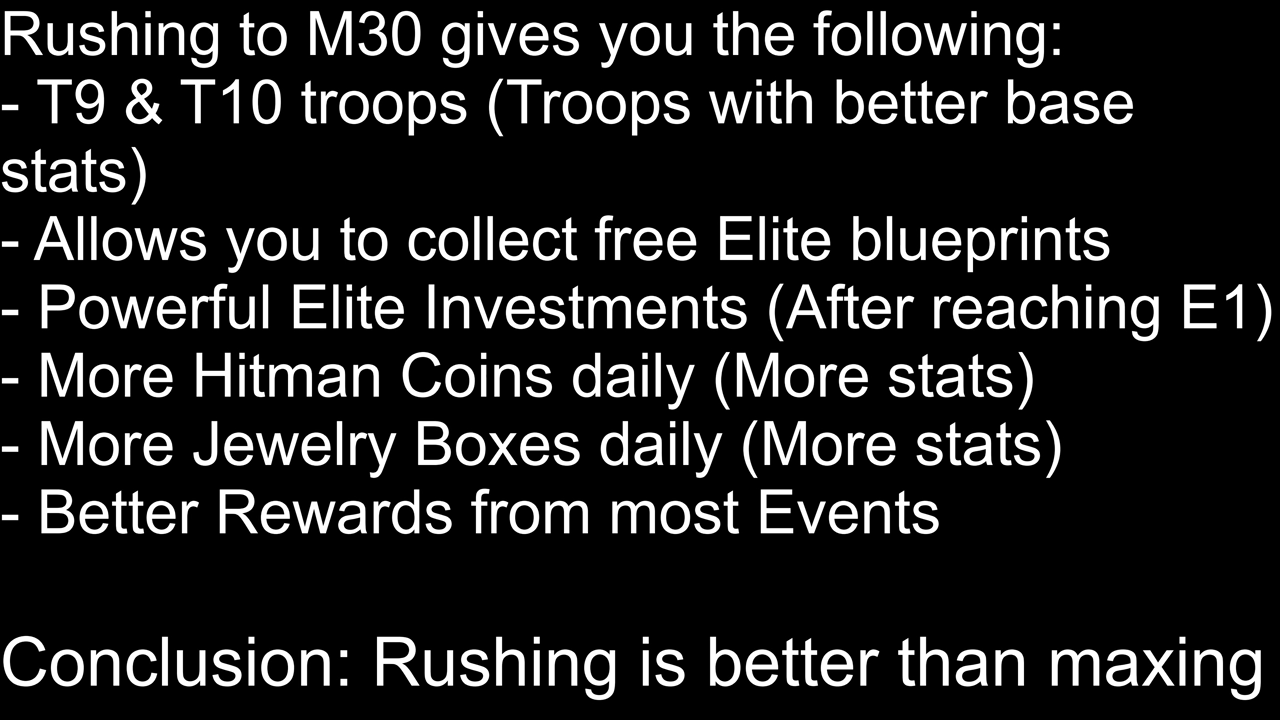 Rushing to M30 gives you the following:
- T9 & T10 troops (Troops with better base
stats)
- Allows you to collect free Elite blueprints
- Powerful Elite Investments (After reaching E1)
- More Hitman Coins daily (More stats)
- More Jewelry Boxes daily (More stats)
- Better Rewards from most Events
Conclusion: Rushing is better than maxing